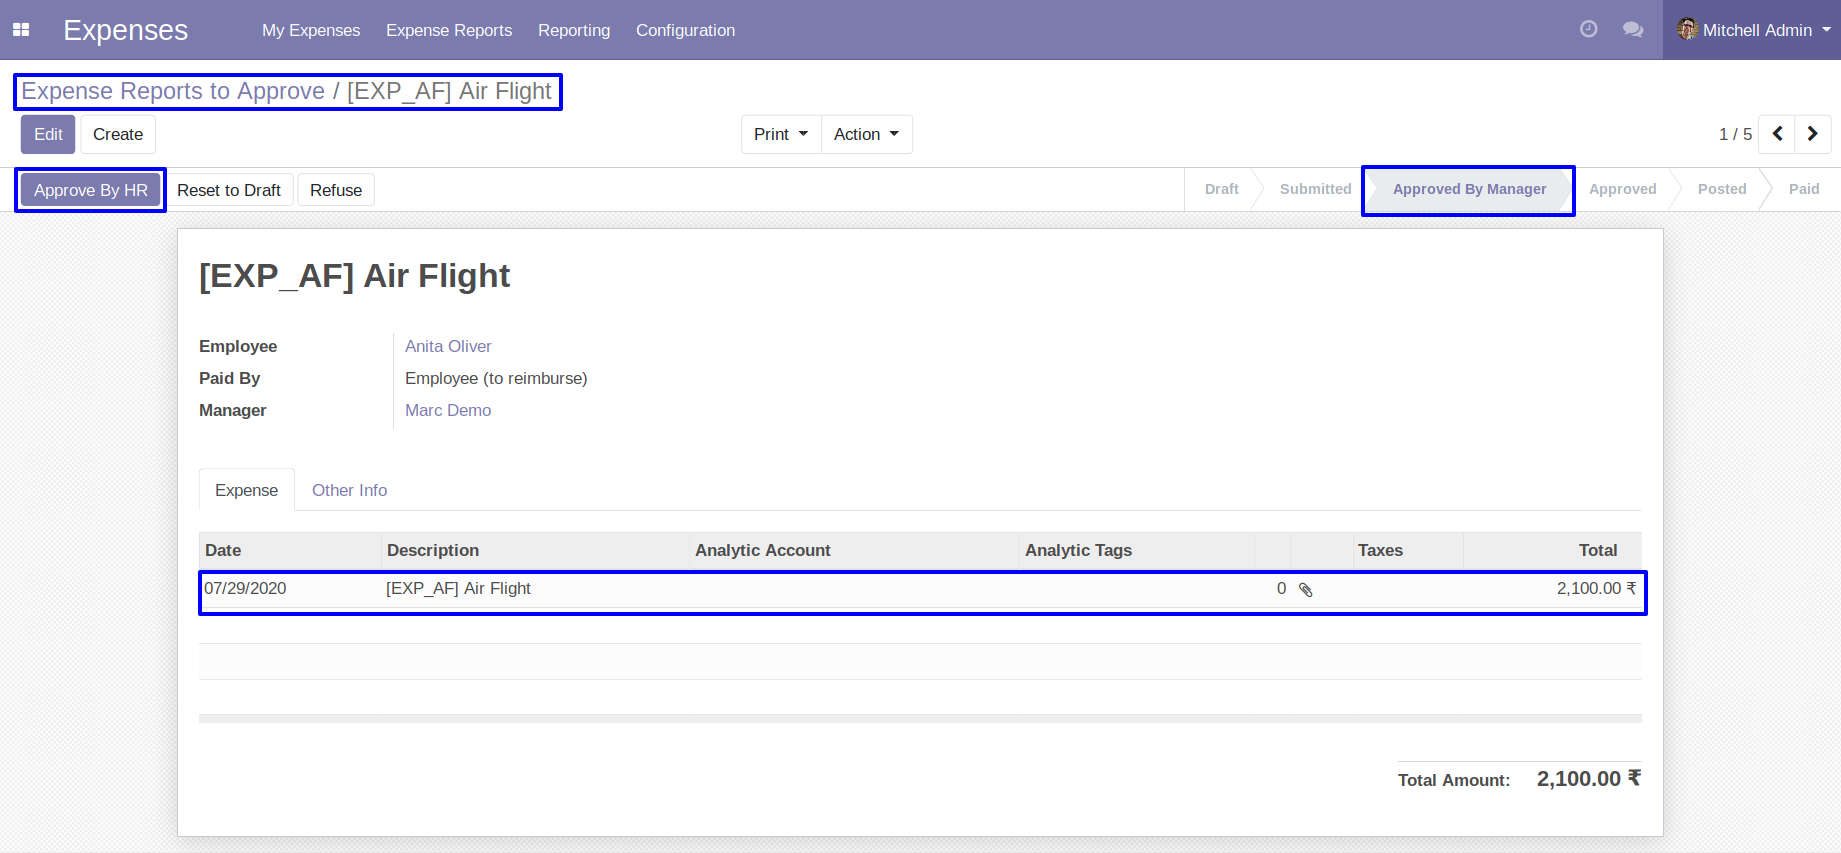 Expenses My Expenses Expense Reports Reporting Configuration Mitchell Admin
Expense Reports to Approve / [EXP_AF] Air Flight
Edit Create Print Action 1 / 5
Approve By HR Reset to Draft Refuse Draft Submitted Approved By Manager Approved Posted Paid
[EXP_AF] Air Flight
Employee Anita Oliver
Paid By Employee (to reimburse)
Manager Marc Demo
Expense Other Info
Date Description Analytic Account Analytic Tags Taxes Total
07/29/2020 [EXP_AF] Air Flight 0 2,100.00 ₹
Total Amount: 2,100.00 ₹